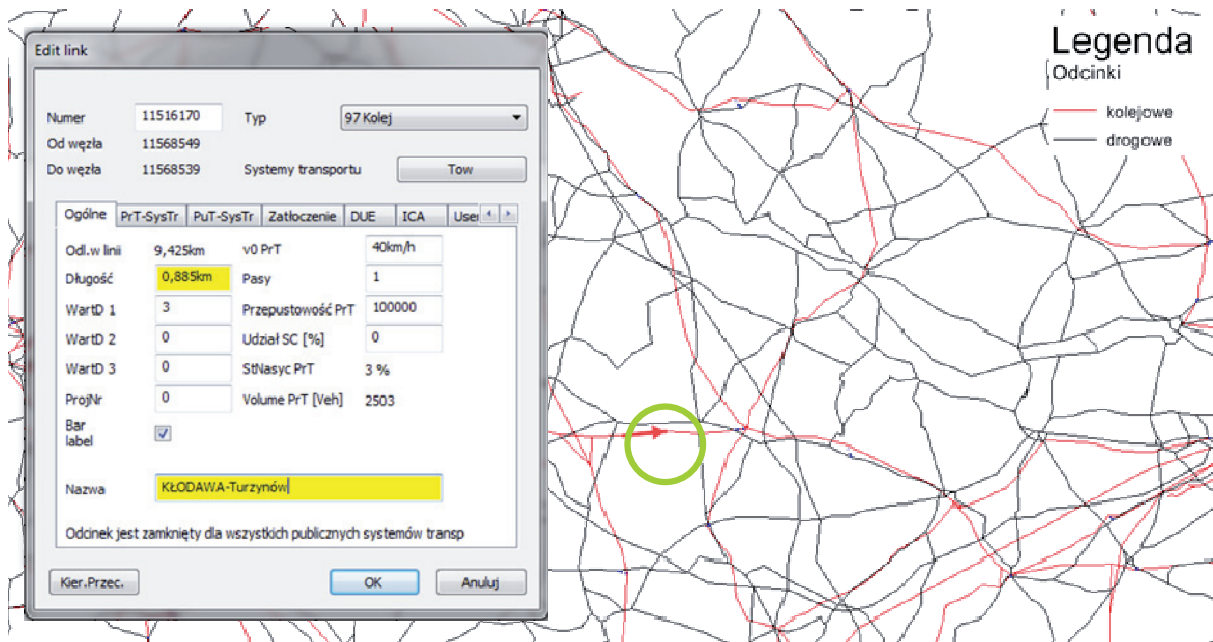 Edit link
Numer 11516170 Typ 97 Kolej
Od węzła 11568549
Do węzła 11568539 Systemy transportu Tow
Ogólne PrT-SysTr PuT-SysTr Zatłoczenie DUE ICA User
Odl.w linii 9,425km v0 PrT 40km/h
Długość 0,885km Pasy 1
WartD 1 3 Przepustowość PrT 100000
WartD 2 0 Udział SC [%] 0
WartD 3 0 StNasyc PrT 3 %
ProjNr 0 Volume PrT [Veh] 2503
Bar
label
Nazwa KŁODAWA-Turzynów
Odcinek jest zamknięty dla wszystkich publicznych systemów transp
Kier.Przec. OK Anuluj
Legenda
Odcinki
kolejowe
drogowe